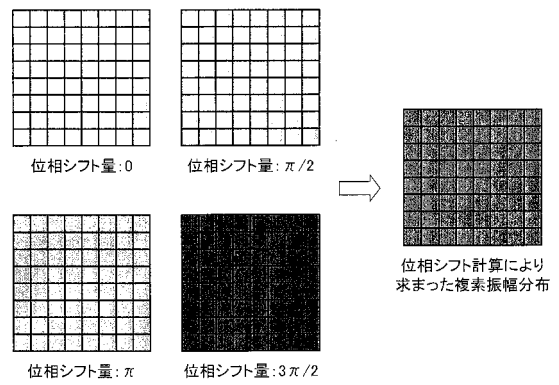 位相シフト量:0
位相シフト量:π/2
位相シフト量:π
位相シフト量:3π/2
位相シフト計算により
求まった複素振幅分布